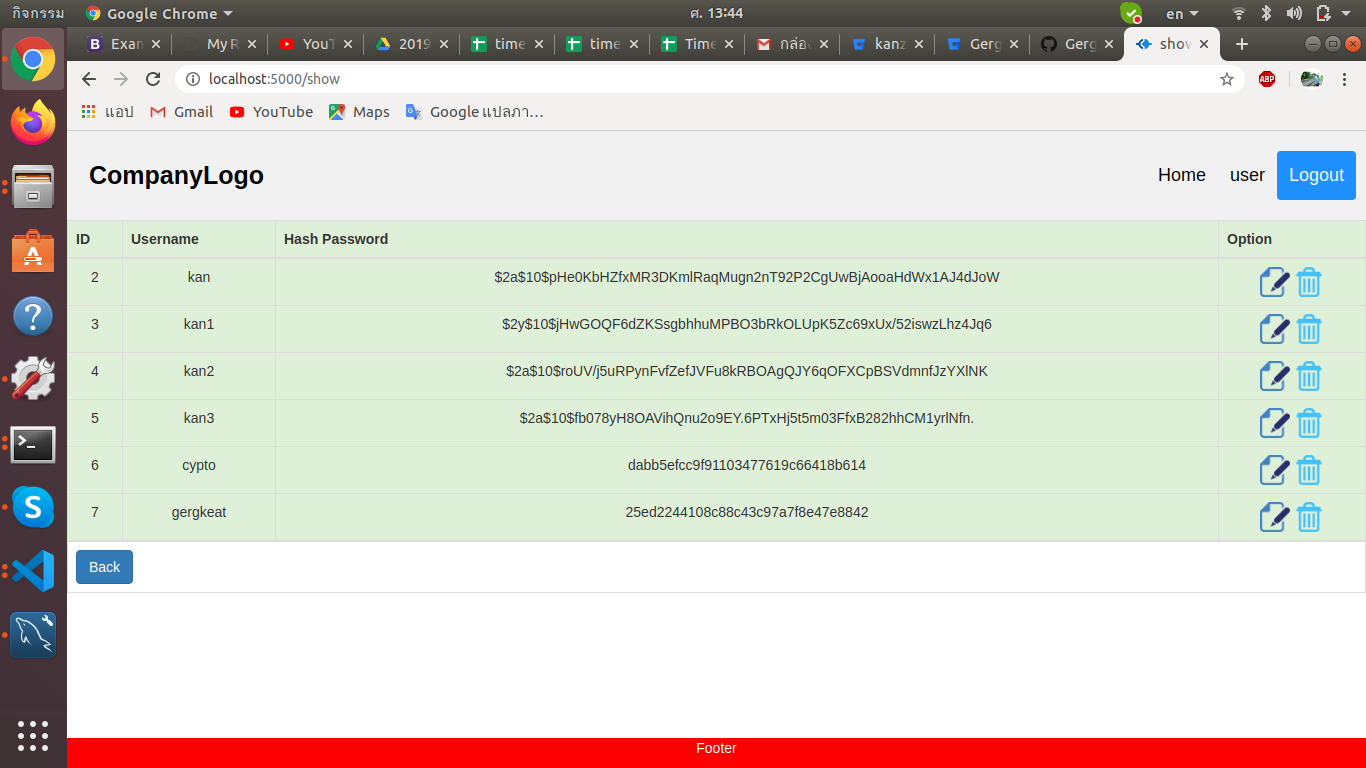 กิจกรรม Google Chrome ศ. 13:44 en
Exan My R YouT 2019 time time Time กล่อง kanz Gerg Gerg show
localhost:5000/show ABP
แอป Gmail YouTube Maps Google แปลภา…
CompanyLogo Home user Logout
ID Username Hash Password Option
2 kan $2a$10$pHe0KbHZfxMR3DKmlRaqMugn2nT92P2CgUwBjAooaHdWx1AJ4dJoW
3 kan1 $2y$10$jHwGOQF6dZKSsgbhhuMPBO3bRkOLUpK5Zc69xUx/52iswzLhz4Jq6
4 kan2 $2a$10$roUV/j5uRPynFvfZefJVFu8kRBOAgQJY6qOFXCpBSVdmnfJzYXlNK
5 kan3 $2a$10$fb078yH8OAVihQnu2o9EY.6PTxHj5t5m03FfxB282hhCM1yrlNfn.
6 cypto dabb5efcc9f91103477619c66418b614
7 gergkeat 25ed2244108c88c43c97a7f8e47e8842
Back
Footer